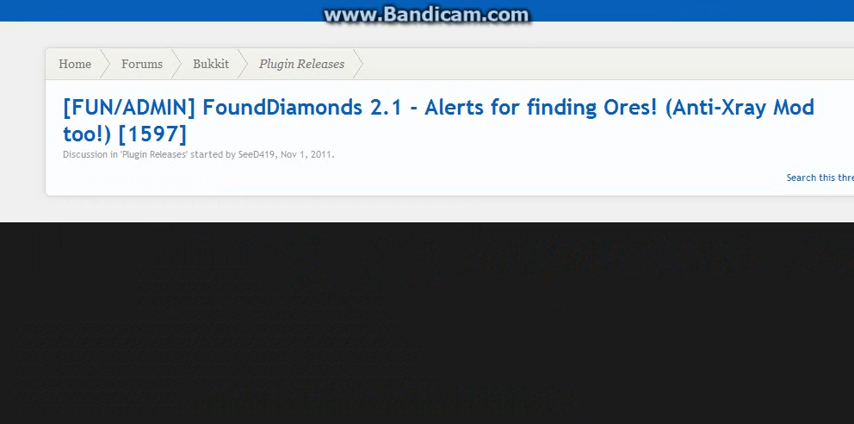 www.Bandicam.com
Home Forums Bukkit Plugin Releases
[FUN/ADMIN] FoundDiamonds 2.1 - Alerts for finding Ores! (Anti-Xray Mod
too!) [1597]
Discussion in 'Plugin Releases' started by SeeD419, Nov 1, 2011.
Search this thre